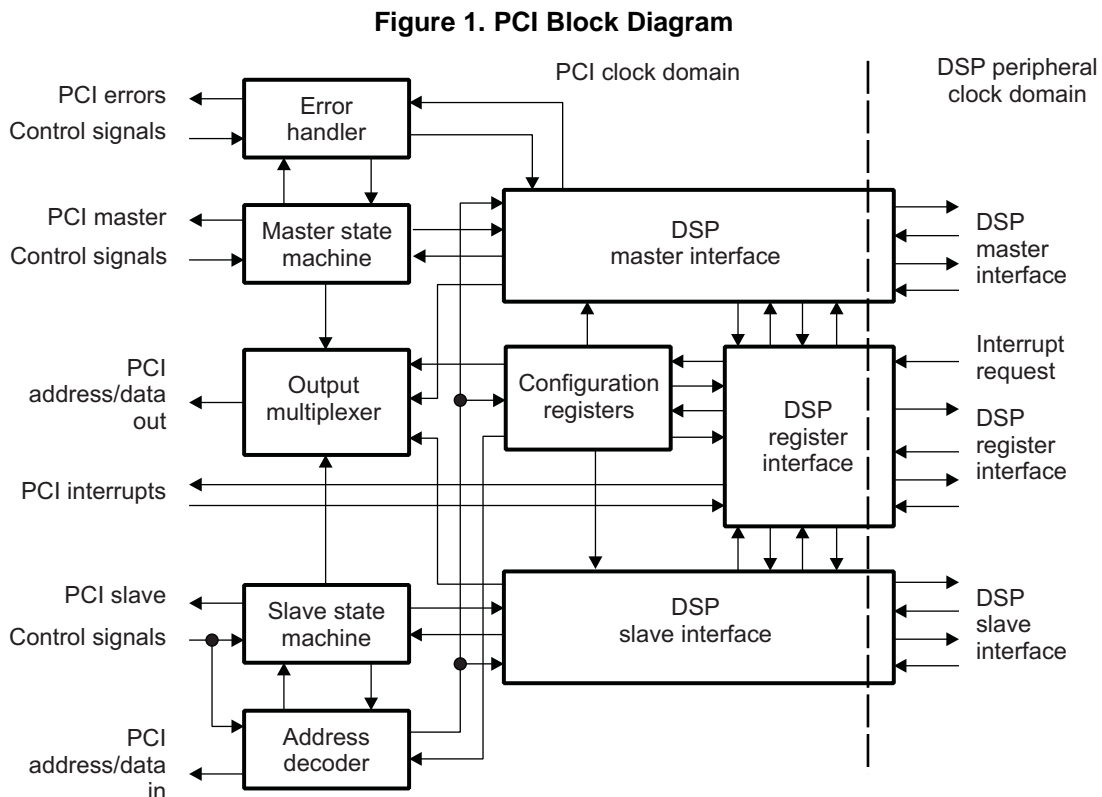 Figure 1. PCI Block Diagram
PCI clock domain
DSP peripheral
clock domain
PCI errors
Control signals
Error
handler
PCI master
Control signals
Master state
machine
DSP
master interface
DSP
master
interface
PCI
address/data
out
Output
multiplexer
Configuration
registers
DSP
register
interface
Interrupt
request
DSP
register
interface
PCI interrupts
PCI slave
Control signals
Slave state
machine
DSP
slave interface
DSP
slave
interface
PCI
address/data
in
Address
decoder